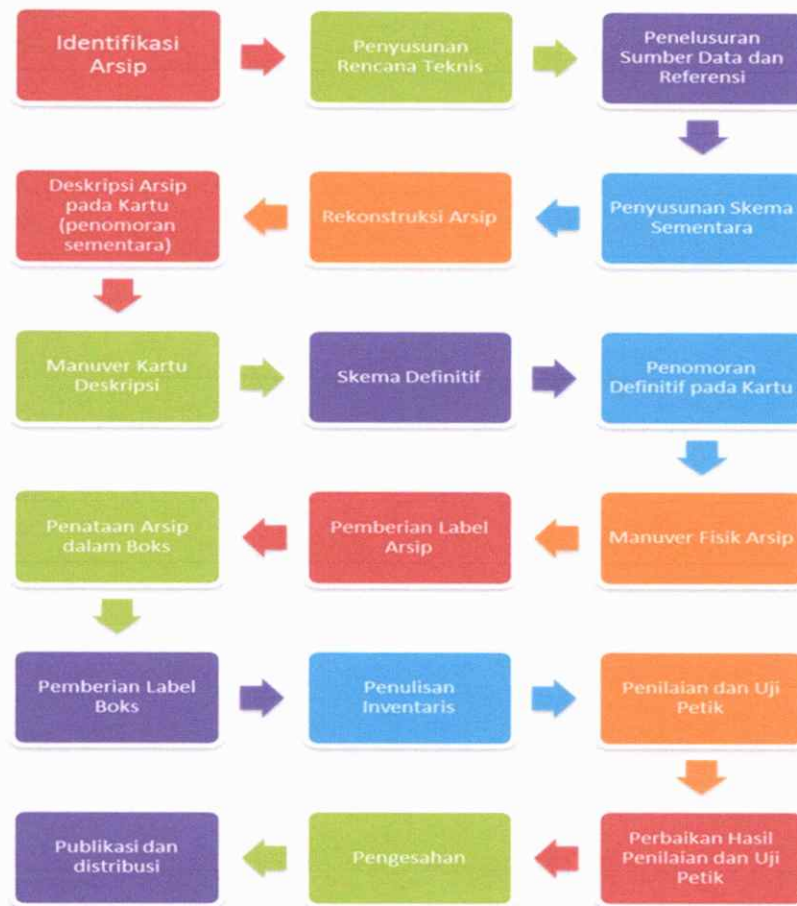 Identifikasi
Arsip
Penyusunan
Rencana Teknis
Penelusuran
Sumber Data dan
Referensi
Penyusunan Skema
Sementara
Rekonstruksi Arsip
Deskripsi Arsip
pada Kartu
(penomoran
sementara)
Manuver Kartu
Deskripsi
Skema Definitif
Penomoran
Definitif pada Kartu
Manuver Fisik Arsip
Pemberian Label
Arsip
Penataan Arsip
dalam Boks
Pemberian Label
Boks
Penulisan
Inventaris
Penilaian dan Uji
Petik
Perbaikan Hasil
Penilaian dan Uji
Petik
Pengesahan
Publikasi dan
distribusi